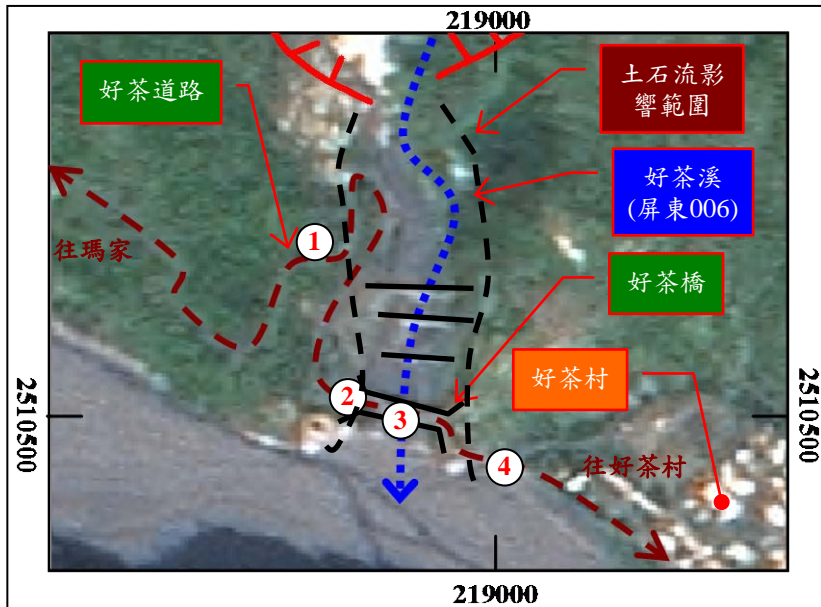 219000
好茶道路
土石流影
響範圍
好茶溪
(屏東006)
1
往瑪家
好茶橋
好茶村
2
3
2510500
2510500
4
往好茶村
219000